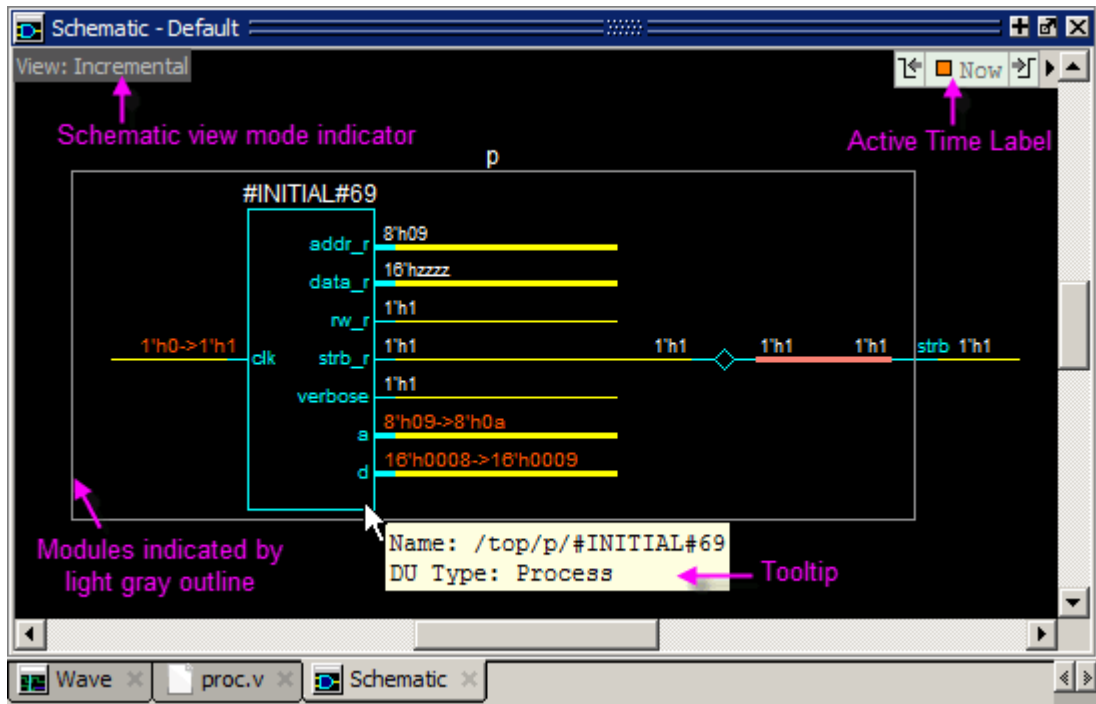 Schematic - Default
View: Incremental
Now
Schematic view mode indicator
Active Time Label
p
#INITIAL#69
addr_r 8'h09
data_r 16'hzzzz
rw_r 1'h1
1'h0->1'h1 clk strb_r 1'h1 1'h1 1'h1 1'h1 strb 1'h1
verbose 1'h1
a 8'h09->8'h0a
d 16'h0008->16'h0009
Modules indicated by
light gray outline
Name: /top/p/#INITIAL#69
DU Type: Process
Tooltip
Wave proc.v Schematic